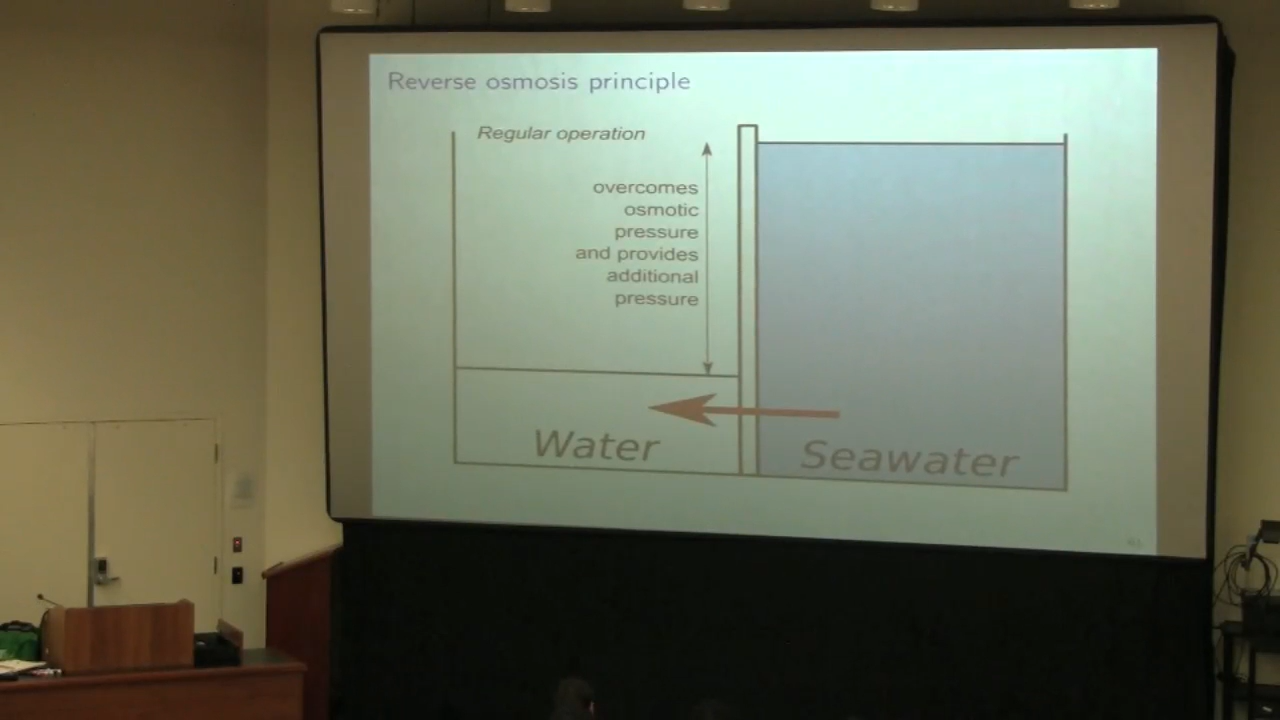 Reverse osmosis principle
Regular operation
overcomes
osmotic
pressure
and provides
additional
pressure
Water
Seawater